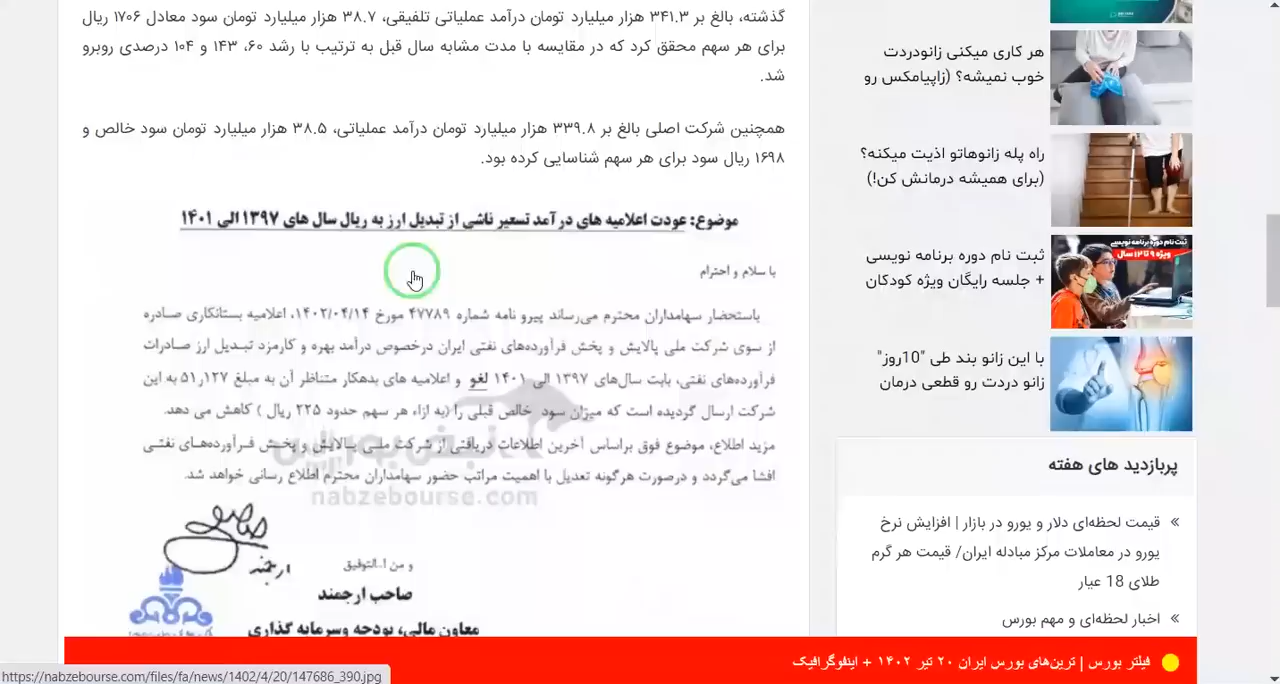 گذشته، بالغ بر ۳۴۱.۳ هزار میلیارد تومان درآمد عملیاتی تلفیقی، ۳۸.۷ هزار میلیارد تومان سود معادل ۱۷۰۶ ریال
برای هر سهم محقق کرد که در مقایسه با مدت مشابه سال قبل به ترتیب با رشد ۶۰، ۱۴۳ و ۱۰۴ درصدی روبرو
شد.
همچنین شرکت اصلی بالغ بر ۳۳۹.۸ هزار میلیارد تومان درآمد عملیاتی، ۳۸.۵ هزار میلیارد تومان سود خالص و
۱۶۹۸ ریال سود برای هر سهم شناسایی کرده بود.
موضوع: عودت اعلامیه های درآمد تسعیر ناشی از تبدیل ارز به ریال سال های ۱۳۹۷ الی ۱۴۰۱
با سلام و احترام
باستحضار سهامداران محترم می‌رساند پیرو نامه شماره ۴۷۷۸۹ مورخ ۱۴۰۲/۰۴/۱۴، اعلامیه بستانکاری صادره
از سوی شرکت ملی پالایش و پخش فرآورده‌های نفتی ایران درخصوص درآمد بهره و کارمزد تبدیل ارز صادرات
فرآورده‌های نفتی، بابت سال‌های ۱۳۹۷ الی ۱۴۰۱ لغو و اعلامیه های بدهکار متناظر آن به مبلغ ۵۱٫۱۲۷ به این
شرکت ارسال گردیده است که میزان سود خالص قبلی را (به ازاء هر سهم حدود ۲۲۵ ریال ) کاهش می دهد.
مزید اطلاع، موضوع فوق براساس آخرین اطلاعات دریافتی از شرکت ملی پالایش و پخش فرآورده‌های نفتی
افشا می‌گردد و درصورت هرگونه تعدیل با اهمیت مراتب حضور سهامداران محترم اطلاع رسانی خواهد شد.
نبض بورس
nabzebourse.com
و من ا..التوفیق
صاحب ارجمند
معاون مالی، بودجه وسرمایه گذاری
هر کاری میکنی زانودردت
خوب نمیشه؟ (زاپیامکس رو
راه پله زانوهاتو اذیت میکنه؟
(برای همیشه درمانش کن!)
ثبت نام دوره برنامه نویسی
+ جلسه رایگان ویژه کودکان
ثبت نام دوره برنامه نویسی
ویژه ۹ تا ۱۲ سال
با این زانو بند طی "10روز"
زانو دردت رو قطعی درمان
پربازدید های هفته
» قیمت لحظه‌ای دلار و یورو در بازار | افزایش نرخ
یورو در معاملات مرکز مبادله ایران/ قیمت هر گرم
طلای 18 عیار
» اخبار لحظه‌ای و مهم بورس
فیلتر بورس | ترین‌های بورس ایران ۲۰ تیر ۱۴۰۲ + اینفوگرافیک
https://nabzebourse.com/files/fa/news/1402/4/20/147686_390.jpg